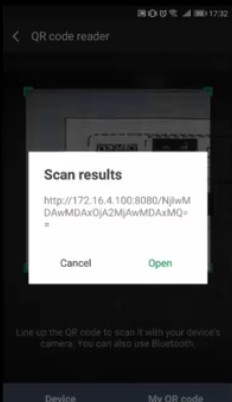 17:32
QR code reader
Scan results
http://172.16.4.100:8080/NjIwM
DAwMDAxOjA2MjAwMDAxMQ=
=
Cancel
Open
Line up the QR code to scan it with your device's
camera. You can also use Bluetooth.
Device
My QR code